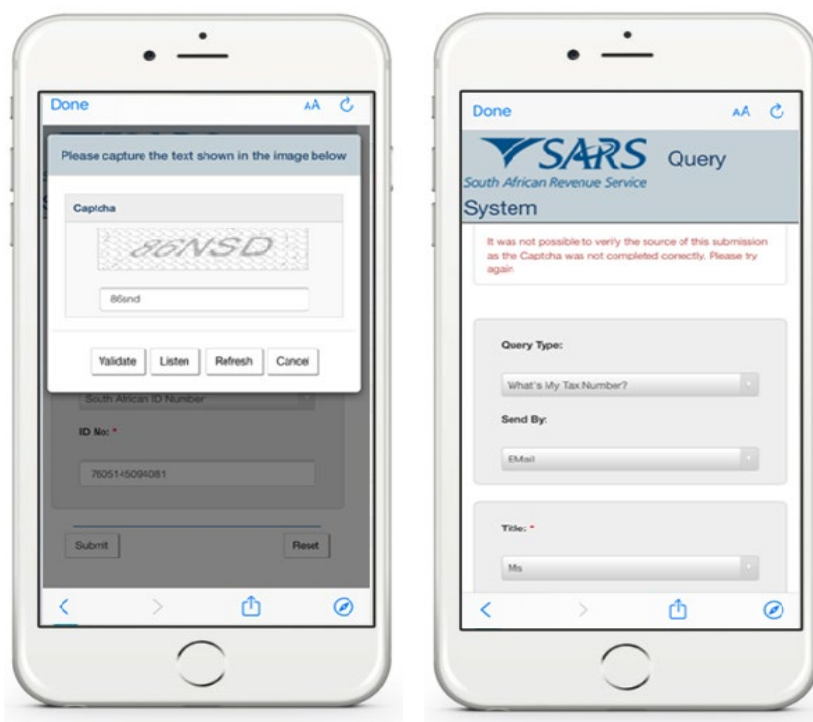 Done
AA
Please capture the text shown in the image below
Captcha
86NSD
86snd
Validate
Listen
Refresh
Cancel
South African ID Number
ID No: *
Submit
Reset
Done
AA
SARS Query
South African Revenue Service
System
It was not possible to verify the source of this submission
as the Captcha was not completed correctly. Please try
again
Query Type:
What's My Tax Number?
Send By:
EMail
Title: *
Ms